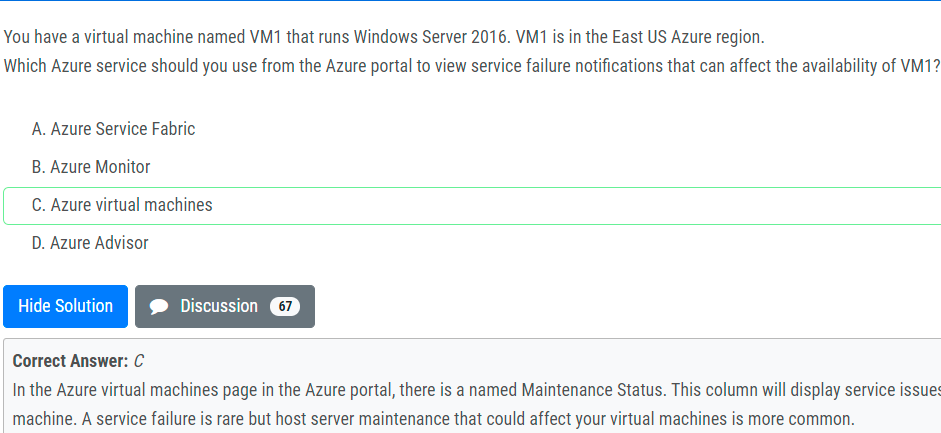 You have a virtual machine named VM1 that runs Windows Server 2016. VM1 is in the East US Azure region.
Which Azure service should you use from the Azure portal to view service failure notifications that can affect the availability of VM1?
A. Azure Service Fabric
B. Azure Monitor
C. Azure virtual machines
D. Azure Advisor
Hide Solution
Discussion 67
Correct Answer: C
In the Azure virtual machines page in the Azure portal, there is a named Maintenance Status. This column will display service issues
machine. A service failure is rare but host server maintenance that could affect your virtual machines is more common.